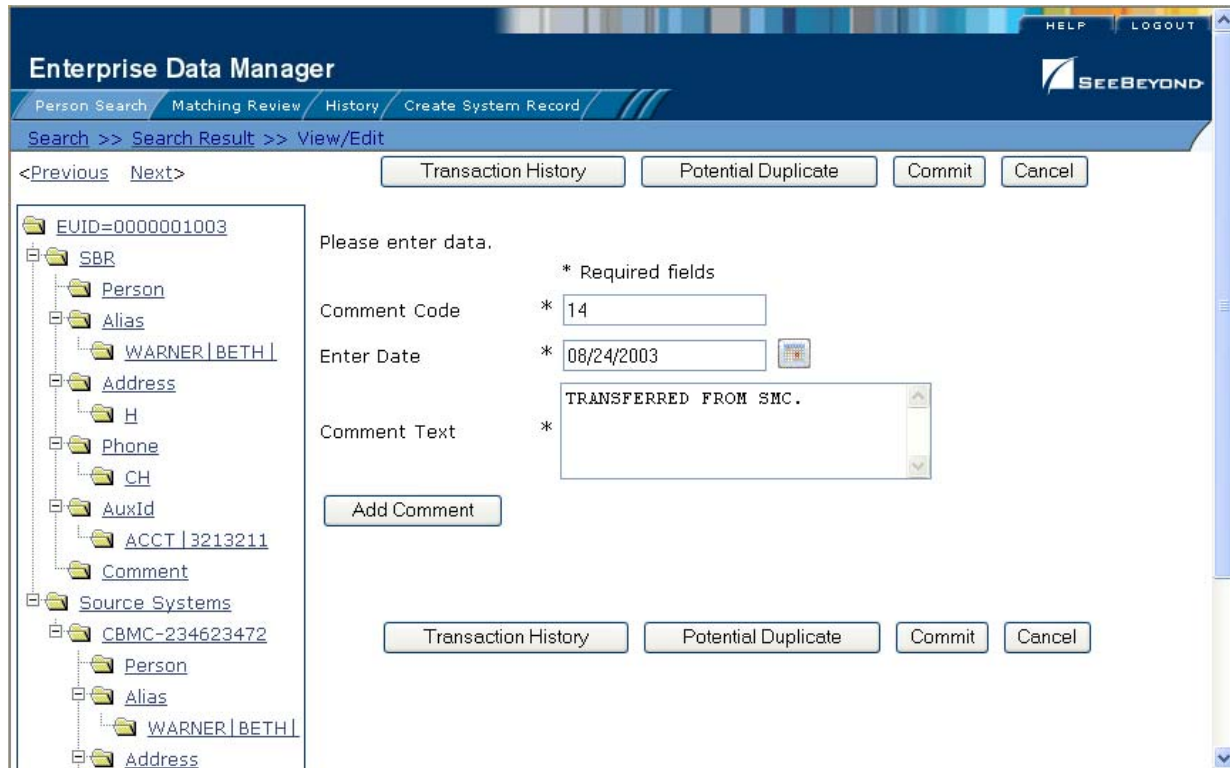 HELP LOGOUT
Enterprise Data Manager
SEEBEYOND
Person Search Matching Review History Create System Record
Search >> Search Result >> View/Edit
<Previous Next>
Transaction History Potential Duplicate Commit Cancel
EUID=0000001003
SBR
Person
Alias
WARNER|BETH|
Address
H
Phone
CH
AuxId
ACCT|3213211
Comment
Source Systems
CBMC-234623472
Person
Alias
WARNER|BETH|
Address
Please enter data.
* Required fields
Comment Code * 14
Enter Date * 08/24/2003
Comment Text * TRANSFERRED FROM SMC.
Add Comment
Transaction History Potential Duplicate Commit Cancel